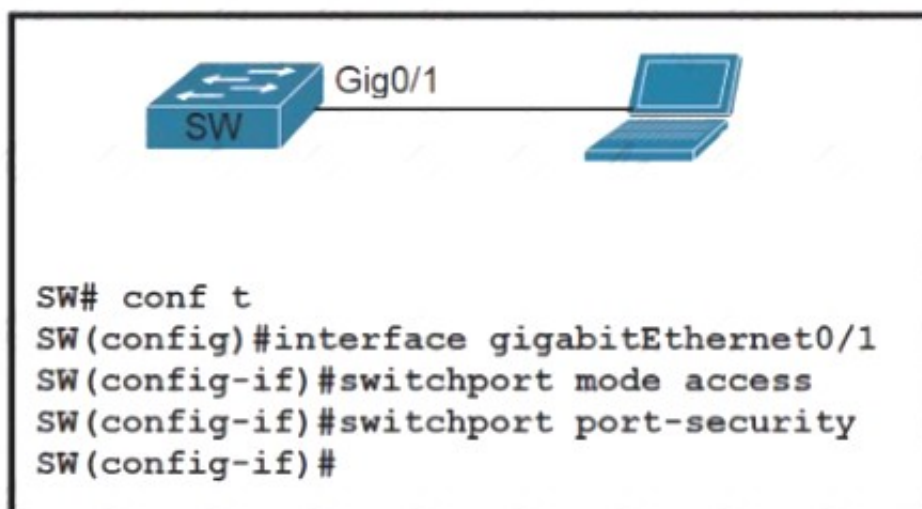 Gig0/1
SW
SW# conf t
SW(config)#interface gigabitEthernet0/1
SW(config-if)#switchport mode access
SW(config-if)#switchport port-security
SW(config-if)#